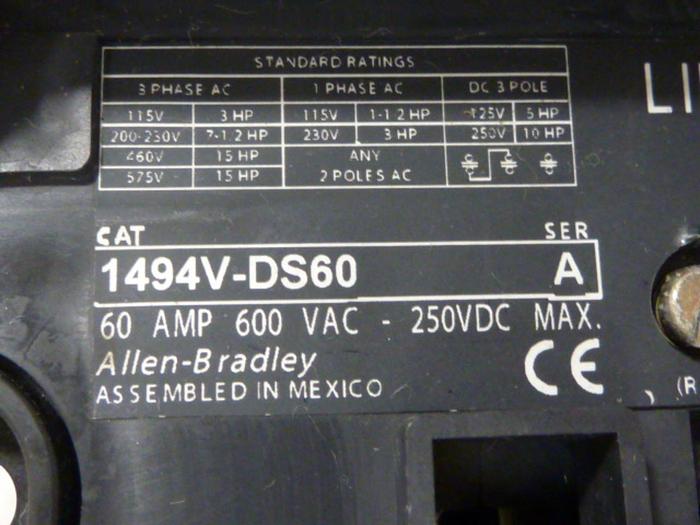 STANDARD RATINGS
3 PHASE AC 1 PHASE AC DC 3 POLE
115V 3 HP 115V 1-1 2 HP 125V 5 HP
200-230V 7-1 2 HP 230V 3 HP 250V 10 HP
460V 15 HP ANY
575V 15 HP 2 POLES AC
CAT SER
1494V-DS60 A
60 AMP 600 VAC - 250VDC MAX.
Allen-Bradley CE
ASSEMBLED IN MEXICO
LI
(R